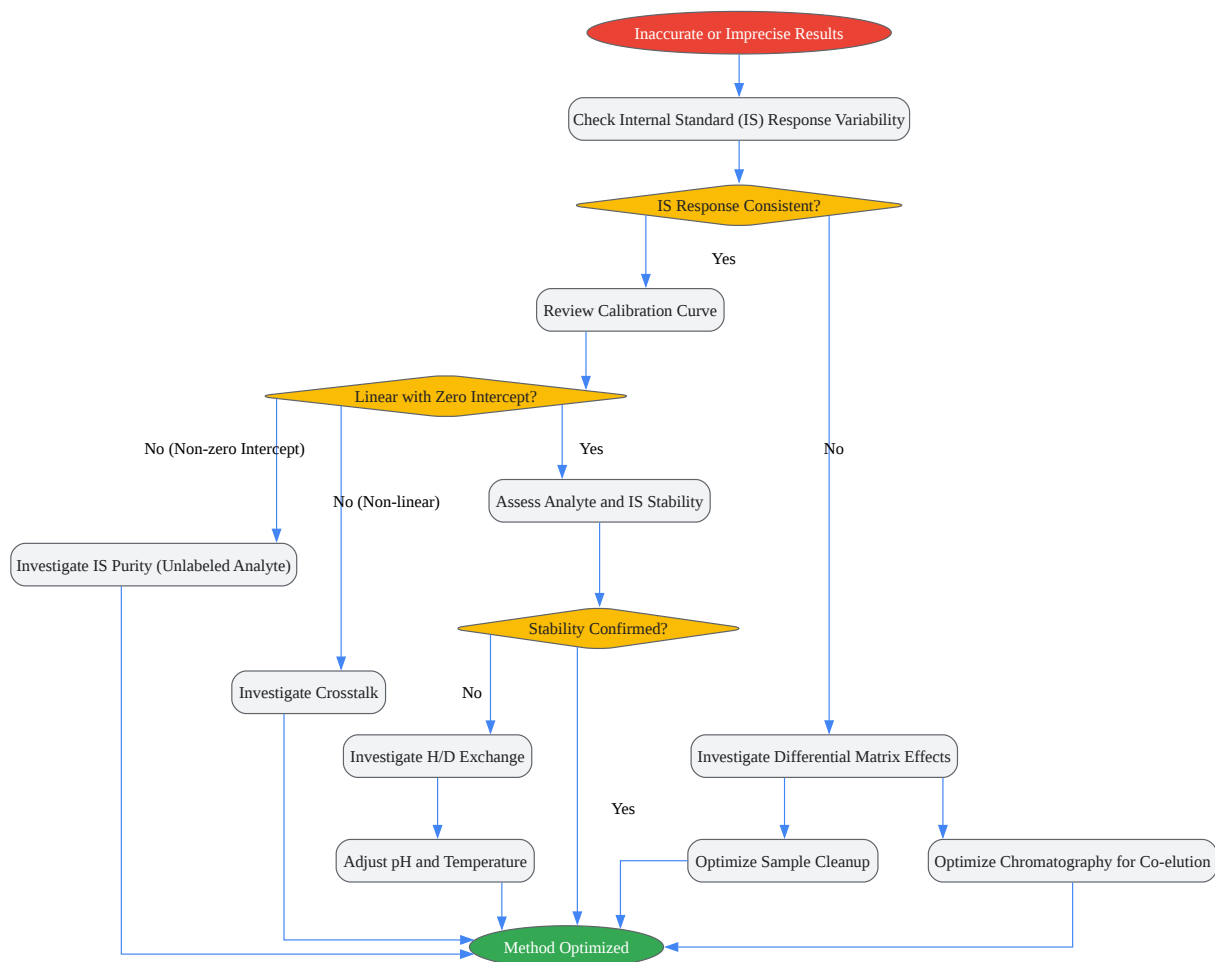 Inaccurate or Imprecise Results
Check Internal Standard (IS) Response Variability
IS Response Consistent?
Yes
Review Calibration Curve
Linear with Zero Intercept?
No (Non-zero Intercept)
Yes
No
No (Non-linear)
Assess Analyte and IS Stability
Investigate IS Purity (Unlabeled Analyte)
Stability Confirmed?
Investigate Crosstalk
No
Investigate H/D Exchange
Investigate Differential Matrix Effects
Yes
Adjust pH and Temperature
Optimize Sample Cleanup
Optimize Chromatography for Co-elution
Method Optimized